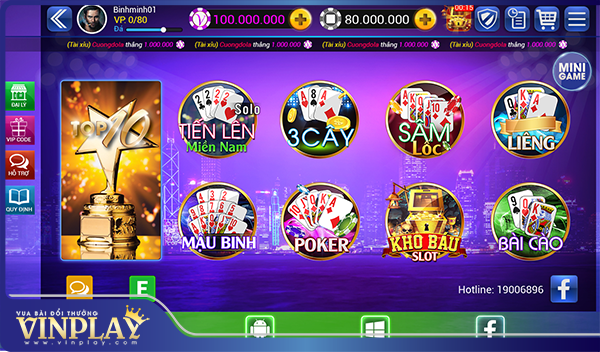 Binhminh01
VP. 0/80
Đá
V 100.000.000
80.000.000
00:15
(Tài xỉu) Cuongdola thắng 1.000.000
(Tài xỉu) Cuongdola thắng 1.000.000
(Tài xỉu) Cuongdola thắng 1.000.000
MINI
GAME
ĐẠI LÝ
VIP CODE
HỖ TRỢ
QUY ĐỊNH
TOP 10
Solo
TIẾN LÊN
Miền Nam
3CÂY
SÂM
LỐC
LIÊNG
MẬU BINH
POKER
KHO BÁU
SLOT
BÀI CÀO
Hotline: 19006896
f
VUA BÀI ĐỔI THƯỞNG
VINPLAY
www.vinplay.com
f